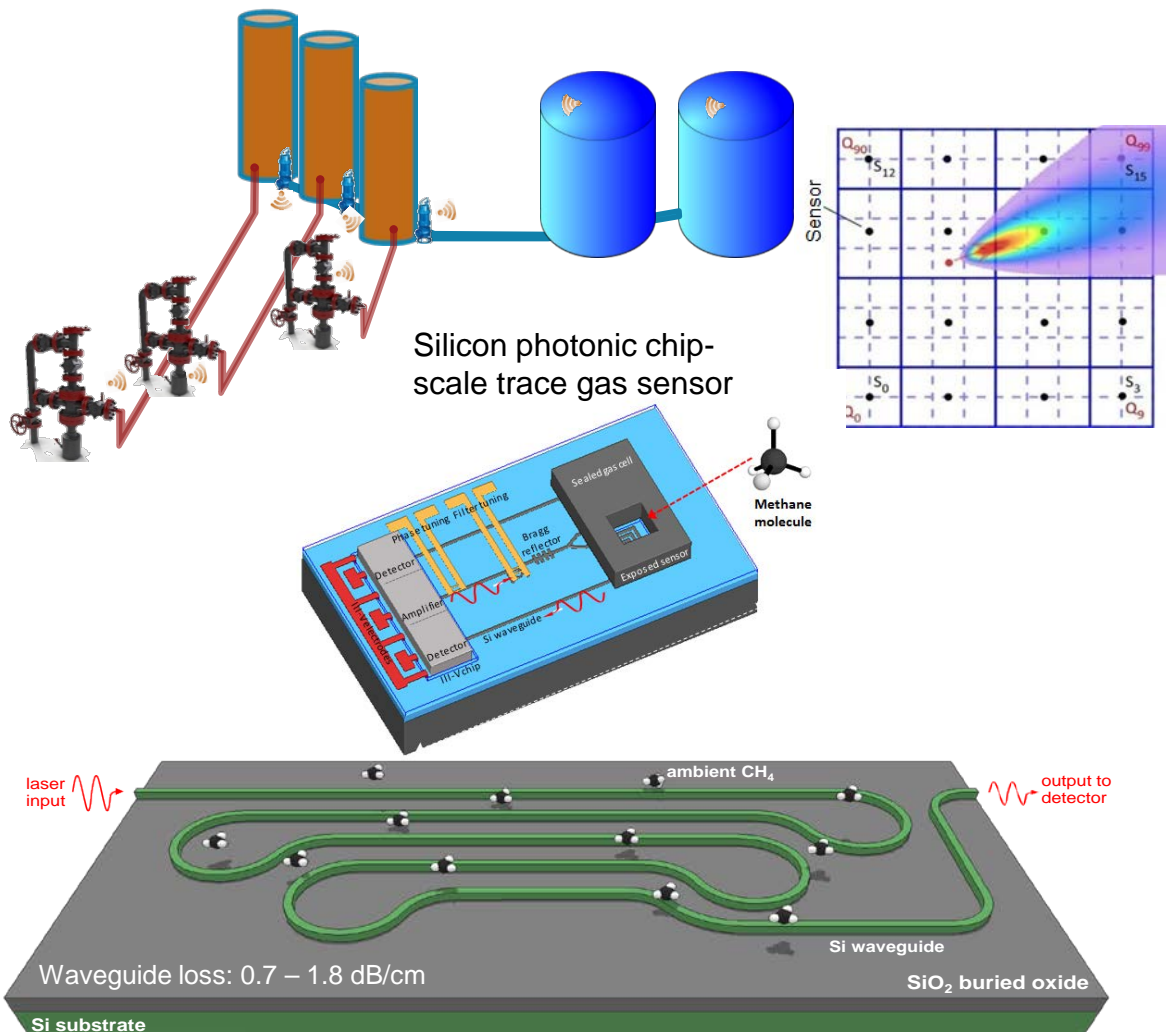 Q90
S12
Q99
S15
Sensor
S0
Q0
S3
Q9
Silicon photonic chip-
scale trace gas sensor
Sealed gas cell
Phase tuning
Filter tuning
Bragg
reflector
Exposed sensor
Detector
Amplifier
Detector
III-V electrodes
III-V chip
Si waveguide
Methane
molecule
laser
input
ambient CH4
output to
detector
Si waveguide
Waveguide loss: 0.7 – 1.8 dB/cm
SiO2 buried oxide
Si substrate